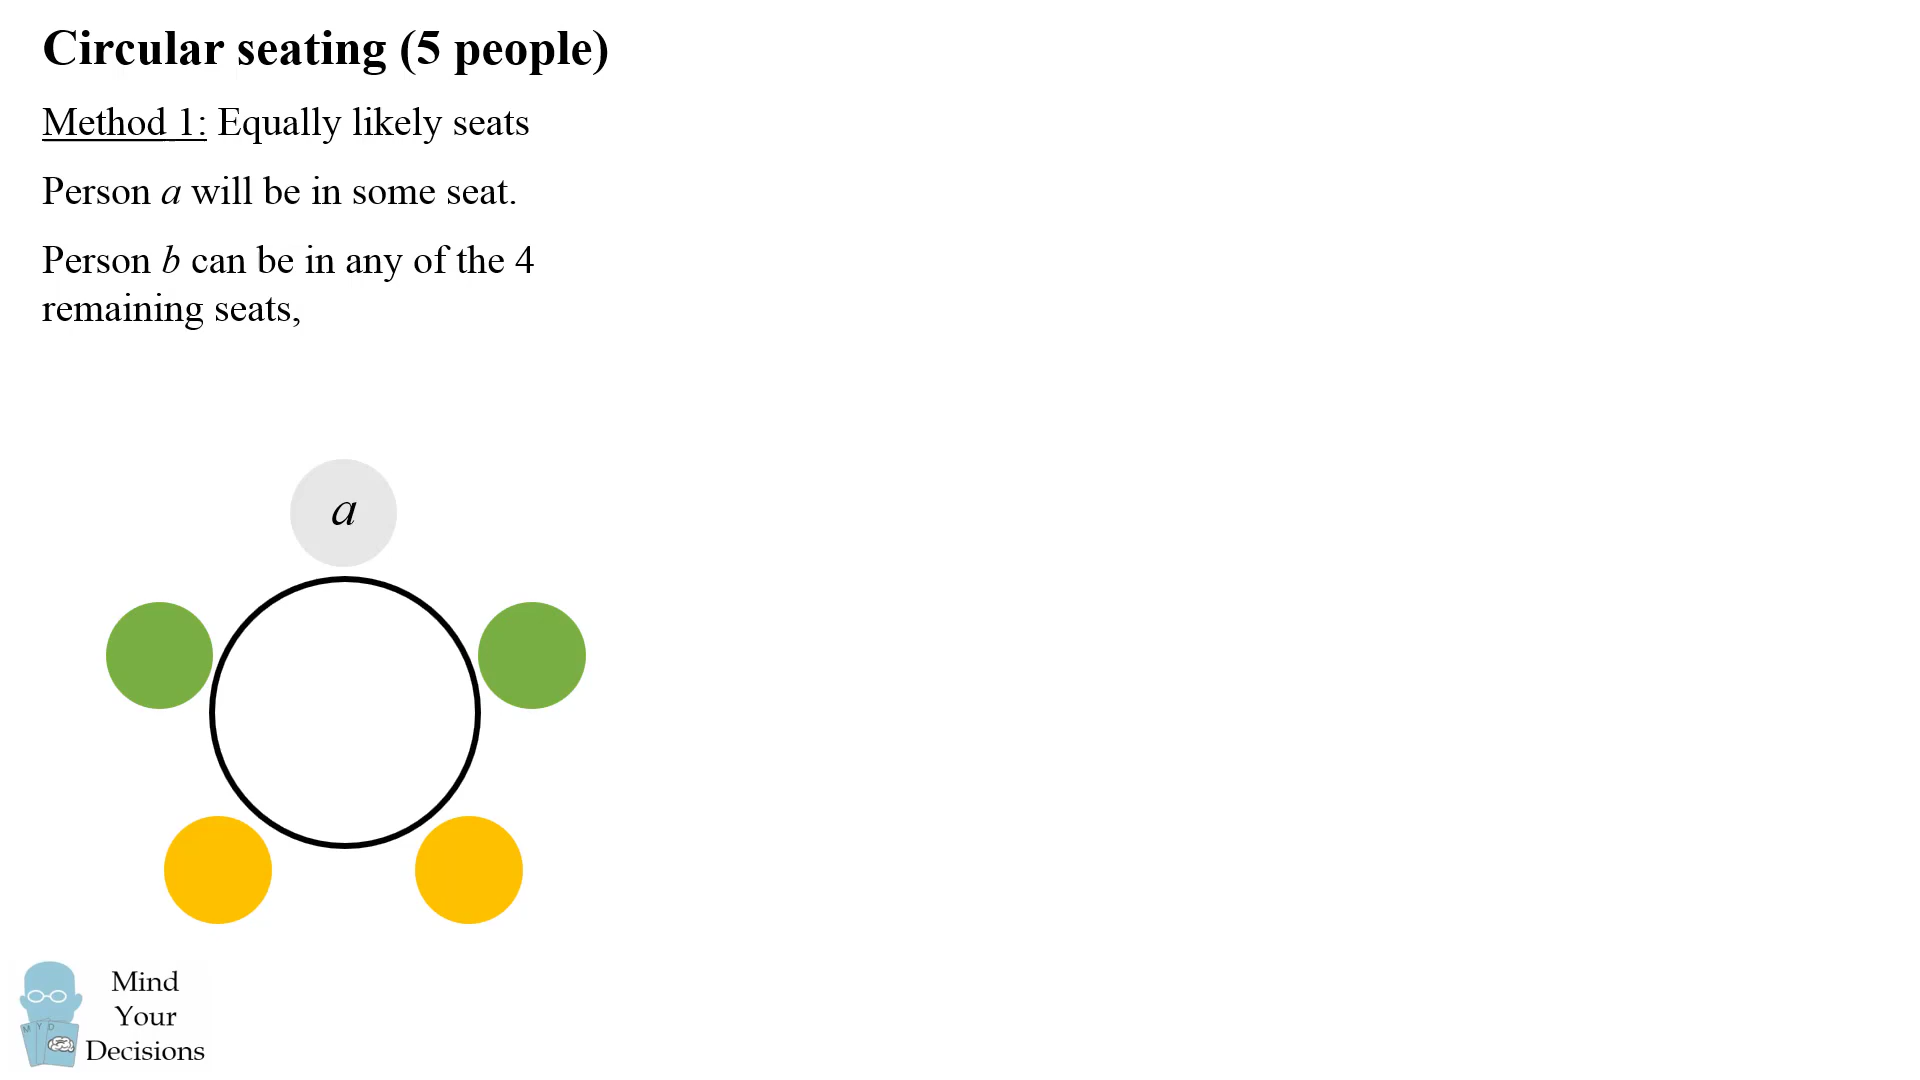 Circular seating (5 people)
Method 1: Equally likely seats
Person a will be in some seat.
Person b can be in any of the 4
remaining seats,
a
M Y D
Mind
Your
Decisions